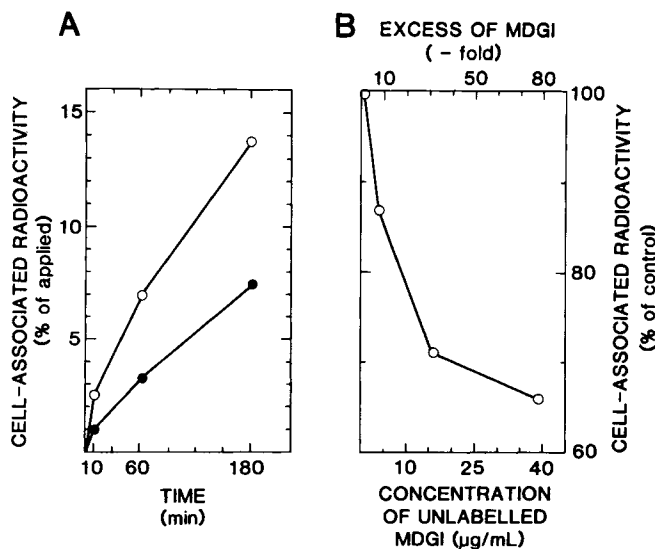 A
CELL-ASSOCIATED RADIOACTIVITY
(% of applied)
15
10
5
10 60 180
TIME
(min)
B
EXCESS OF MDGI
(- fold)
10 50 80
100
80
60
CELL-ASSOCIATED RADIOACTIVITY
(% of control)
10 25 40
CONCENTRATION
OF UNLABELLED
MDGI (µg/mL)